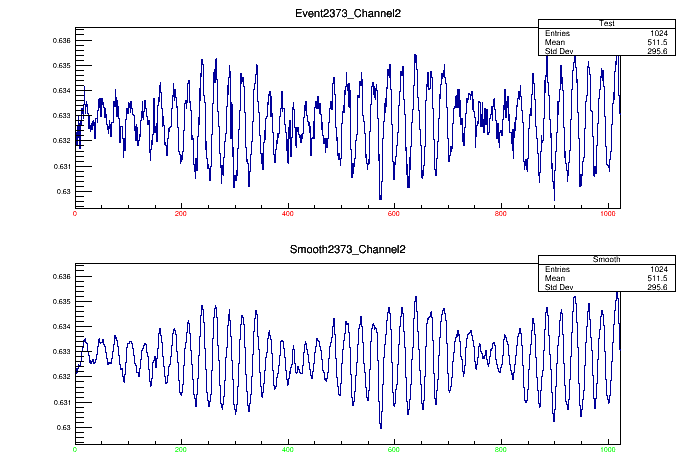 Event2373_Channel2
Test
Entries 1024
Mean 511.5
Std Dev 295.6
0.636
0.635
0.634
0.633
0.632
0.631
0.63
0 200 400 600 800 1000
Smooth2373_Channel2
Smooth
Entries 1024
Mean 511.5
Std Dev 295.6
0.636
0.635
0.634
0.633
0.632
0.631
0.63
0 200 400 600 800 1000